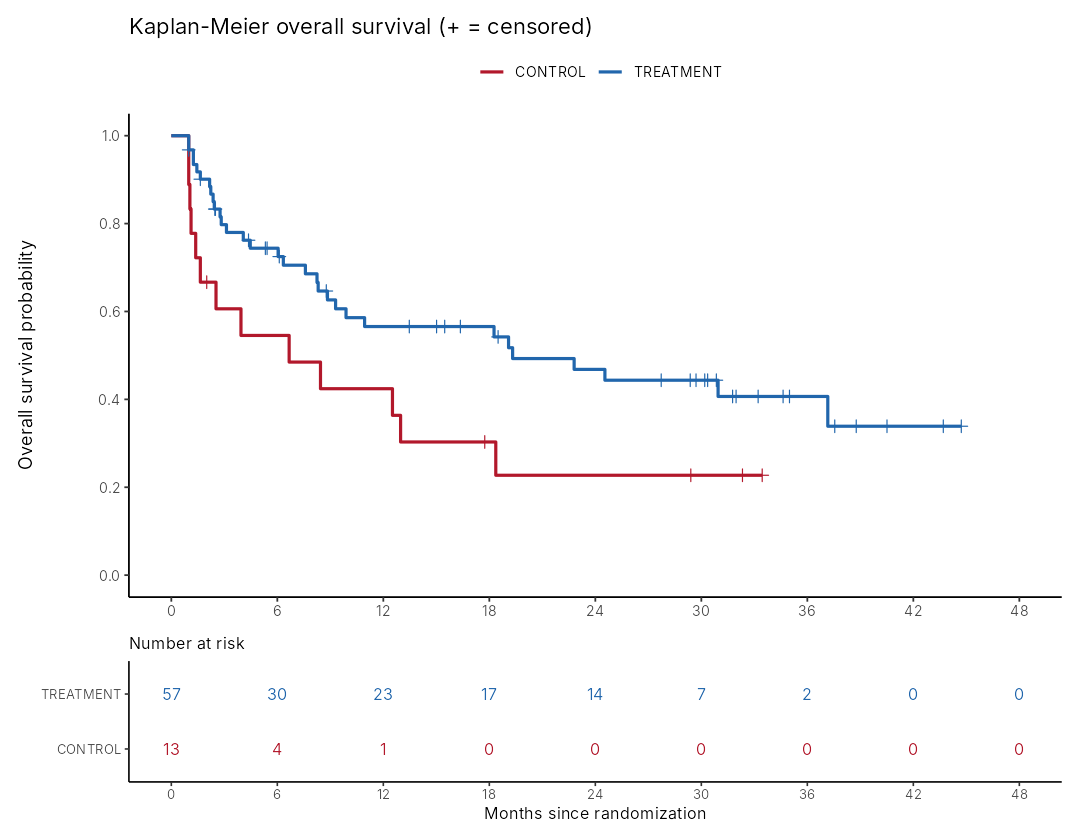 Kaplan-Meier overall survival (+ = censored)
CONTROL TREATMENT
Overall survival probability
1.0
0.8
0.6
0.4
0.2
0.0
0 6 12 18 24 30 36 42 48
Number at risk
TREATMENT 57 30 23 17 14 7 2 0 0
CONTROL 13 4 1 0 0 0 0 0 0
0 6 12 18 24 30 36 42 48
Months since randomization